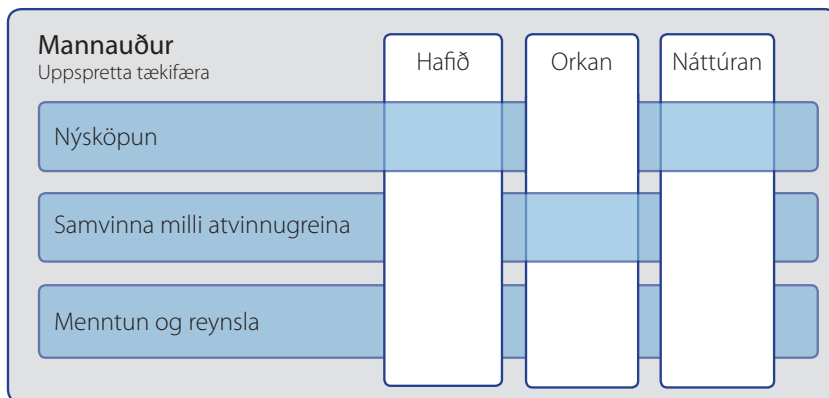 Mannauður
Uppspretta tækifæra
Hafið
Orkan
Náttúran
Nýsköpun
Samvinna milli atvinnugreina
Menntun og reynsla